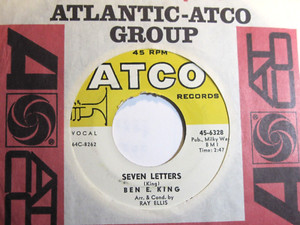 ATLANTIC-ATCO
GROUP
45 RPM
ATCO
RECORDS
VOCAL
64C-8262
45-6328
Pub., Milky Way
BMI
Time: 2:47
SEVEN LETTERS
(King)
BEN E. KING
Arr. & Cond. by
RAY ELLIS